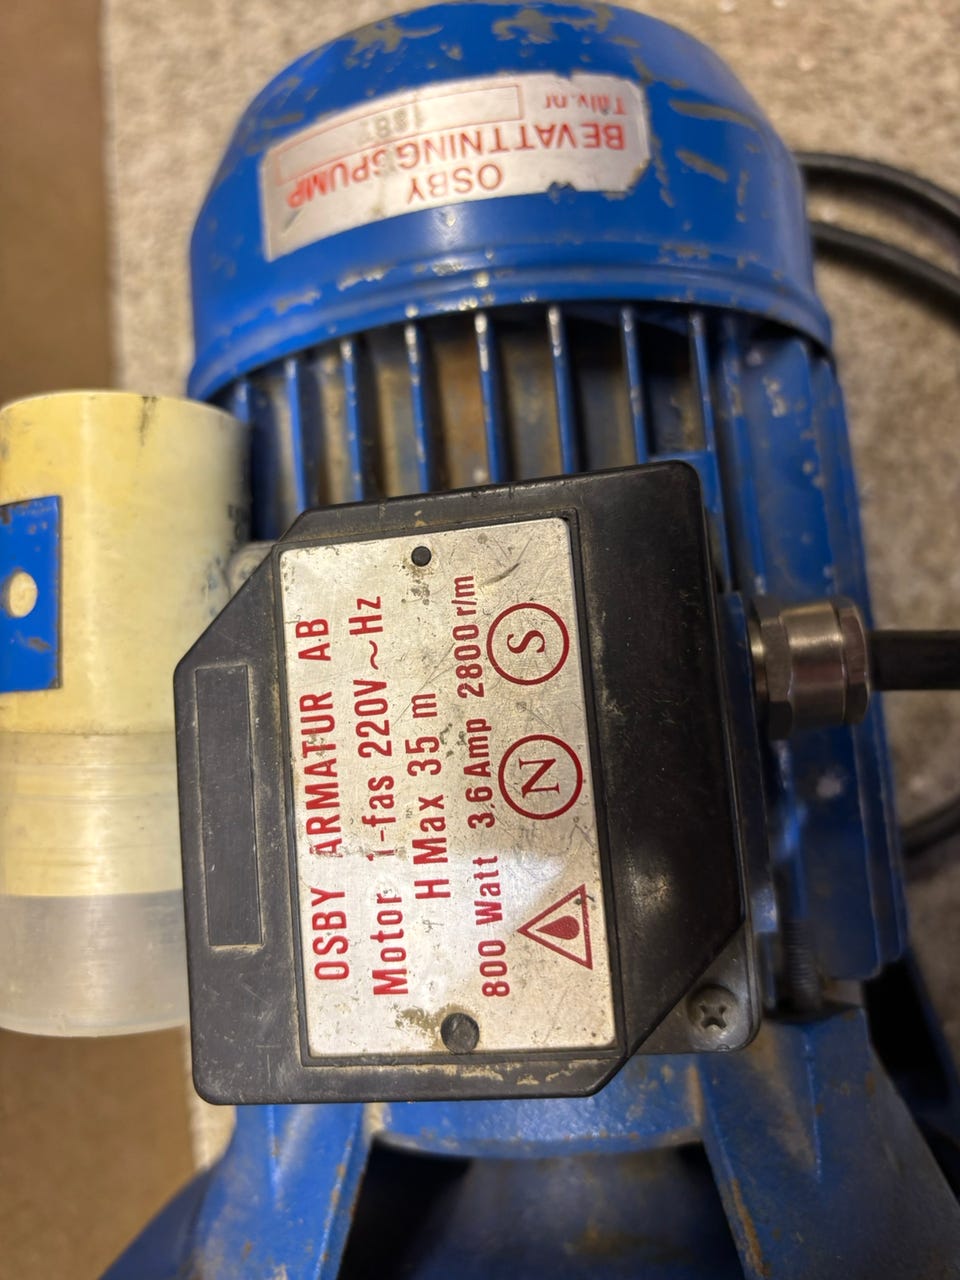 OSBY
BEVATTNINGSPUMP
Tillv.nr
OSBY ARMATUR AB
Motor 1-fas 220V ~ Hz
H Max 35 m
800 Watt 3,6 Amp 2800 r/m
N S